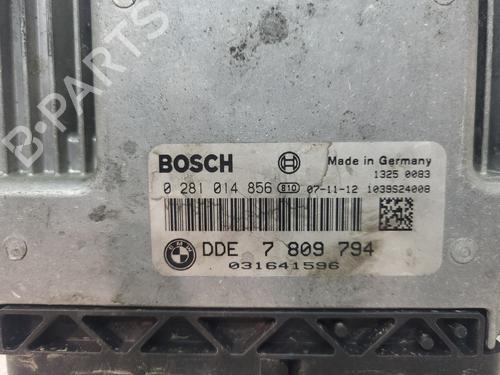 B-PARTS
BOSCH
Made in Germany
1325 0083
0 281 014 856 810 07-11-12 1039S24008
BMW
DDE 7 809 794
031641596